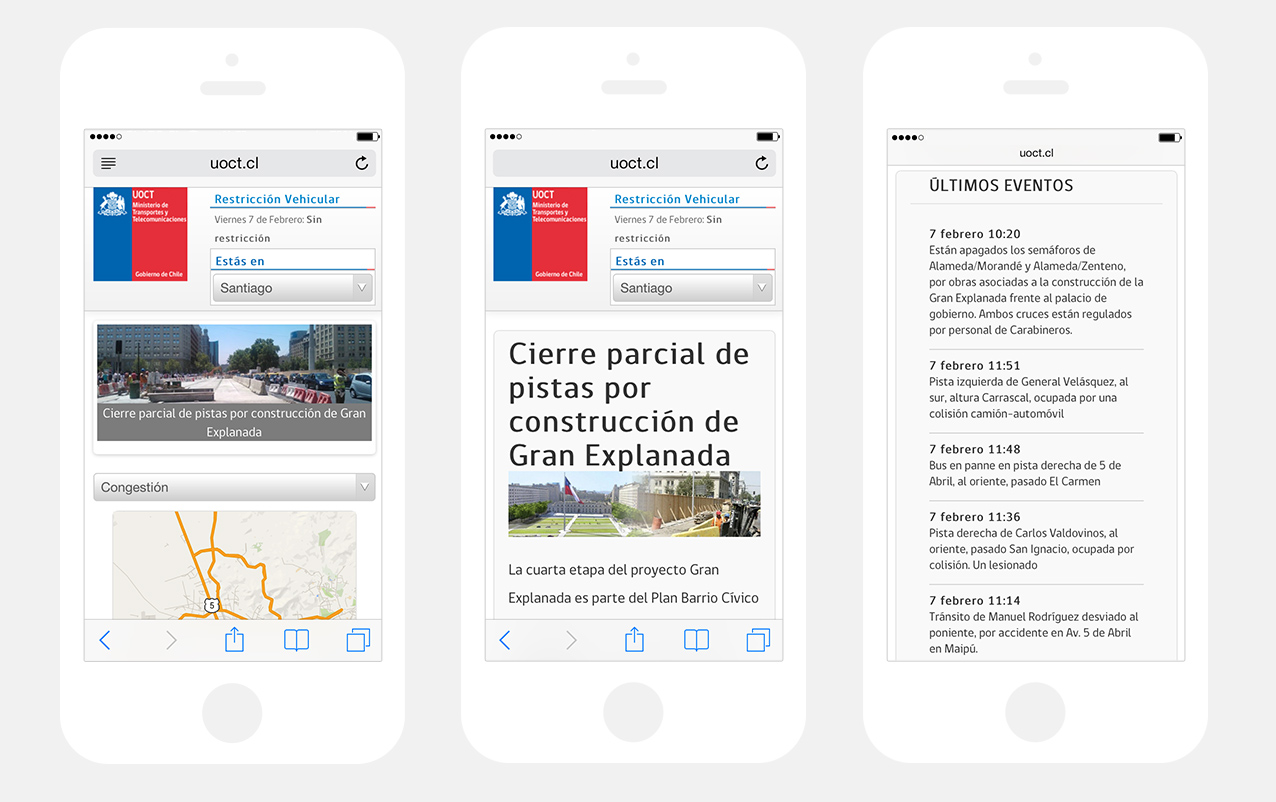 uoct.cl
UOCT
Ministerio de
Transportes y
Telecomunicaciones
Gobierno de Chile
Restricción Vehicular
Viernes 7 de Febrero: Sin
restricción
Estás en
Santiago
Cierre parcial de pistas por construcción de Gran
Explanada
Congestión
5
uoct.cl
UOCT
Ministerio de
Transportes y
Telecomunicaciones
Gobierno de Chile
Restricción Vehicular
Viernes 7 de Febrero: Sin
restricción
Estás en
Santiago
Cierre parcial de
pistas por
construcción de
Gran Explanada
La cuarta etapa del proyecto Gran
Explanada es parte del Plan Barrio Cívico
uoct.cl
ÚLTIMOS EVENTOS
7 febrero 10:20
Están apagados los semáforos de
Alameda/Morandé y Alameda/Zenteno,
por obras asociadas a la construcción de la
Gran Explanada frente al palacio de
gobierno. Ambos cruces están regulados
por personal de Carabineros.
7 febrero 11:51
Pista izquierda de General Velásquez, al
sur, altura Carrascal, ocupada por una
colisión camión-automóvil
7 febrero 11:48
Bus en panne en pista derecha de 5 de
Abril, al oriente, pasado El Carmen
7 febrero 11:36
Pista derecha de Carlos Valdovinos, al
oriente, pasado San Ignacio, ocupada por
colisión. Un lesionado
7 febrero 11:14
Tránsito de Manuel Rodríguez desviado al
poniente, por accidente en Av. 5 de Abril
en Maipú.